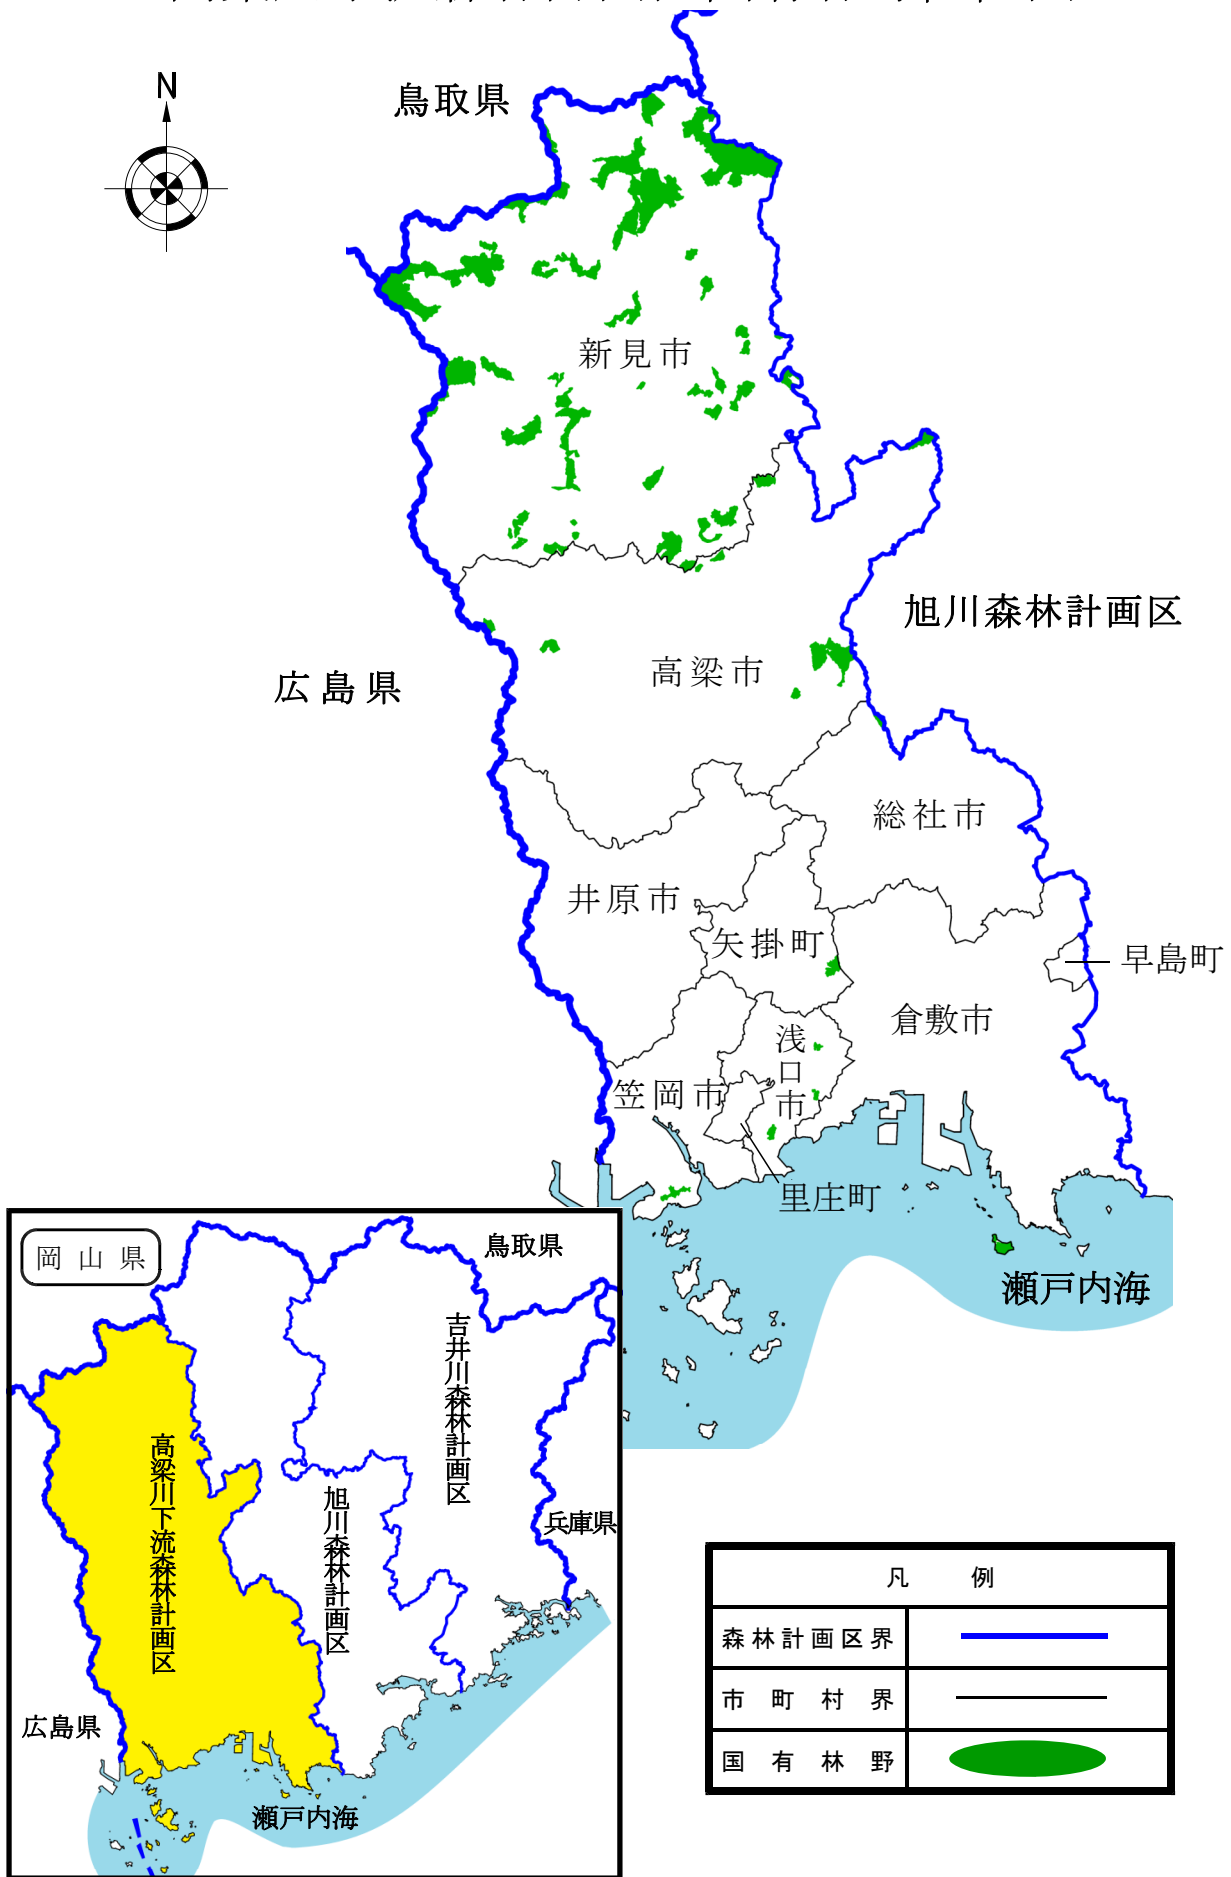 N
鳥取県
新見市
旭川森林計画区
高梁市
広島県
総社市
井原市
矢掛町
早島町
倉敷市
浅口市
笠岡市
里庄町
瀬戸内海
岡山県
鳥取県
吉井川森林計画区
高梁川下流森林計画区
旭川森林計画区
兵庫県
広島県
瀬戸内海
凡例
森林計画区界
市町村界
国有林野